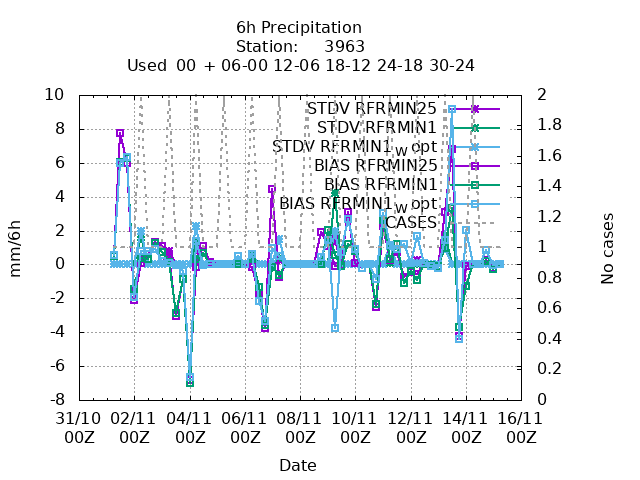 6h Precipitation
Station: 3963
Used 00 + 06-00 12-06 18-12 24-18 30-24
STDV RFRMIN25
STDV RFRMIN1
STDV RFRMIN1_w opt
BIAS RFRMIN25
BIAS RFRMIN1
BIAS RFRMIN1_w opt
CASES
mm/6h
10
8
6
4
2
0
-2
-4
-6
-8
No cases
2
1.8
1.6
1.4
1.2
1
0.8
0.6
0.4
0.2
0
31/10 02/11 04/11 06/11 08/11 10/11 12/11 14/11 16/11
00Z 00Z 00Z 00Z 00Z 00Z 00Z 00Z 00Z
Date